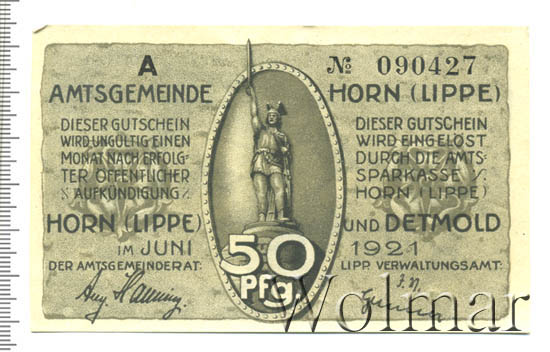 A
№ 090427
AMTSGEMEINDE
HORN (LIPPE)
DIESER GUTSCHEIN
WIRD UNGÜLTIG EINEN
MONAT NACH ERFOLG-
TER ÖFFENTLICHER
AUFKÜNDIGUNG
DIESER GUTSCHEIN
WIRD EINGELÖST
DURCH DIE AMTS-
SPARKASSE
HORN (LIPPE)
HORN (LIPPE)
UND DETMOLD
IM JUNI
1921
DER AMTSGEMEINDERAT:
LIPP. VERWALTUNGSAMT:
50
Pfg.
Wolmar